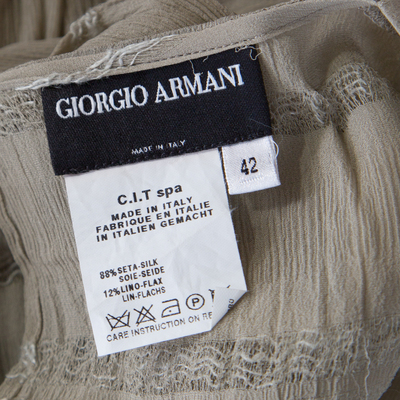 GIORGIO ARMANI
MADE IN ITALY
42
C.I.T spa
MADE IN ITALY
FABRIQUE EN ITALIE
IN ITALIEN GEMACHT
88%SETA-SILK
SOIE-SEIDE
12%LINO-FLAX
LIN-FLACHS
CARE INSTRUCTION ON RE